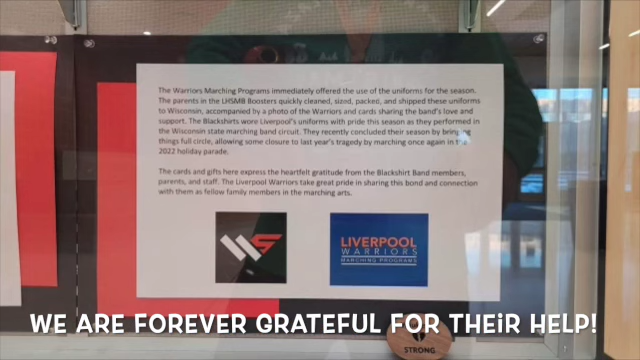 The Warriors Marching Programs immediately offered the use of the uniforms for the season.
The parents in the LHSMB Boosters quickly cleaned, sized, packed, and shipped these uniforms
to Wisconsin, accompanied by a photo of the Warriors and cards sharing the band's love and
support. The Blackshirts wore Liverpool's uniforms with pride this season as they performed in
the Wisconsin state marching band circuit. They recently concluded their season by bringing
things full circle, allowing some closure to last year's tragedy by marching once again in the
2022 holiday parade.
The cards and gifts here express the heartfelt gratitude from the Blackshirt Band members,
parents, and staff. The Liverpool Warriors take great pride in sharing this bond and connection
with them as fellow family members in the marching arts.
LIVERPOOL
WARRIORS
MARCHING PROGRAMS
WE ARE FOREVER GRATEFUL FOR THEIR HELP!
STRONG